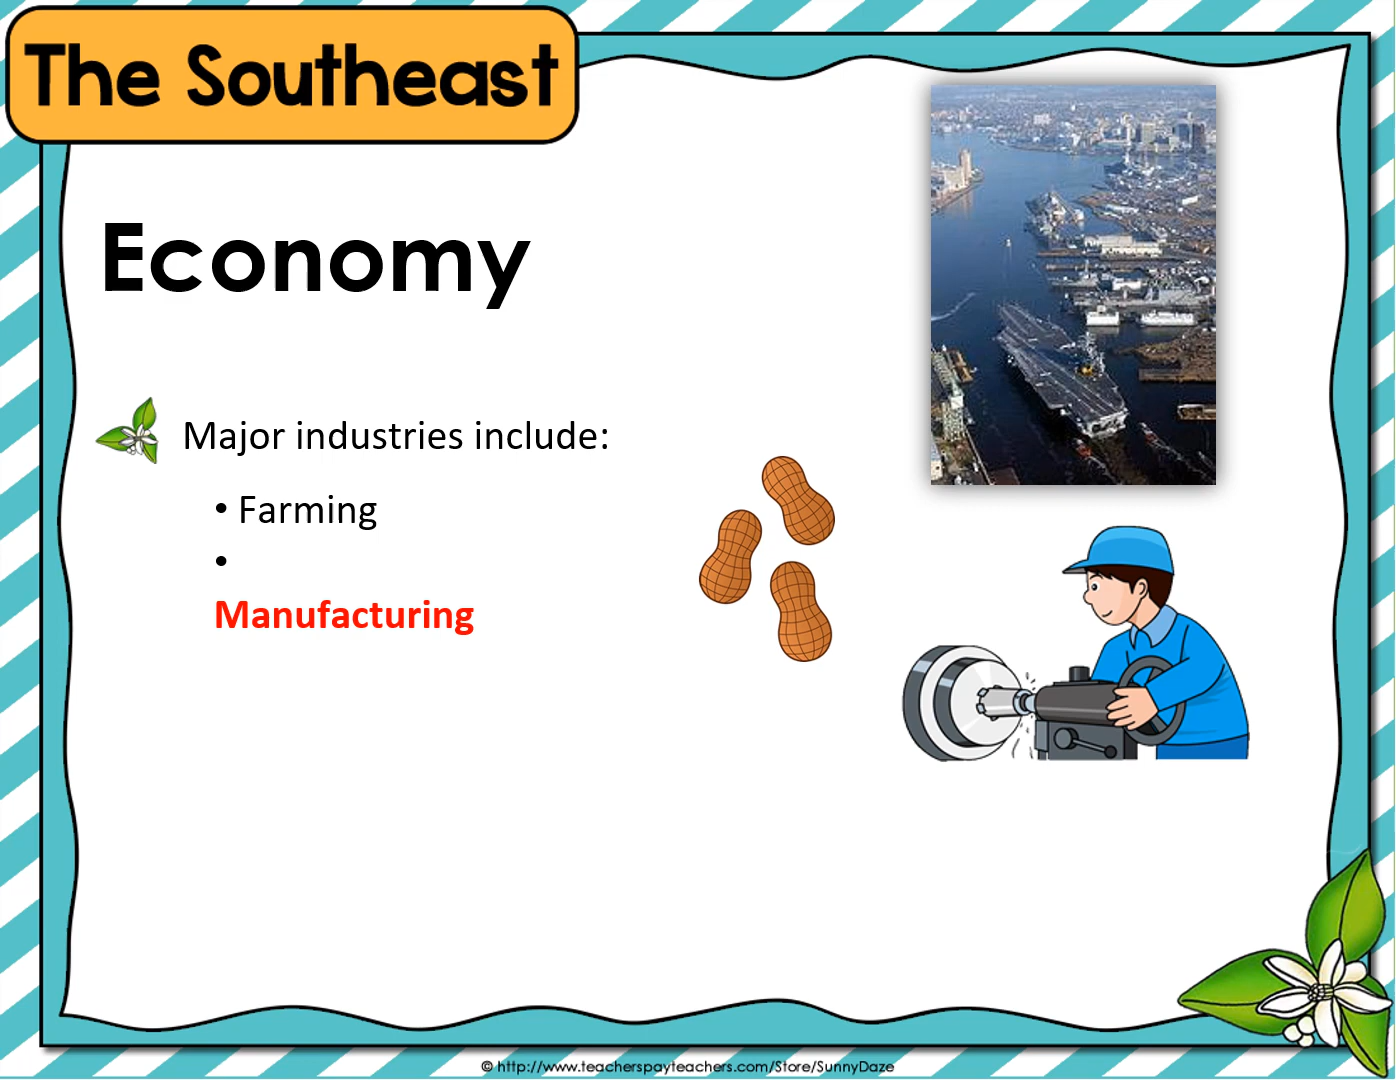 The Southeast
Economy
Major industries include:
• Farming
•
Manufacturing
© http://www.teacherspayteachers.com/Store/SunnyDaze